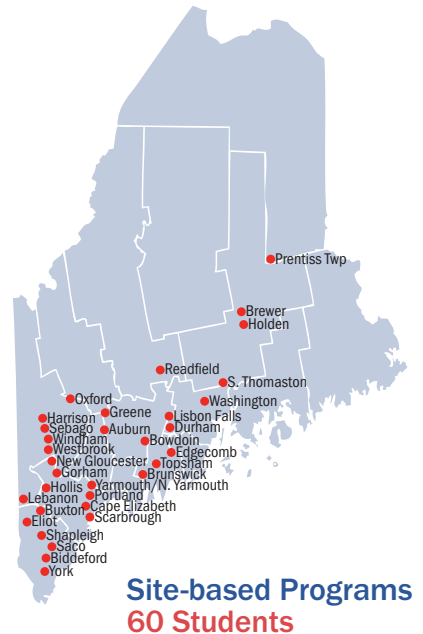 Prentiss Twp
Brewer
Holden
Readfield
S. Thomaston
Oxford
Washington
Greene
Harrison
Lisbon Falls
Sebago
Auburn
Durham
Windham
Bowdoin
Westbrook
Edgecomb
New Gloucester
Topsham
Gorham
Brunswick
Hollis
Yarmouth/N. Yarmouth
Lebanon
Portland
Buxton
Cape Elizabeth
Eliot
Scarbrough
Shapleigh
Saco
Biddeford
York
Site-based Programs
60 Students